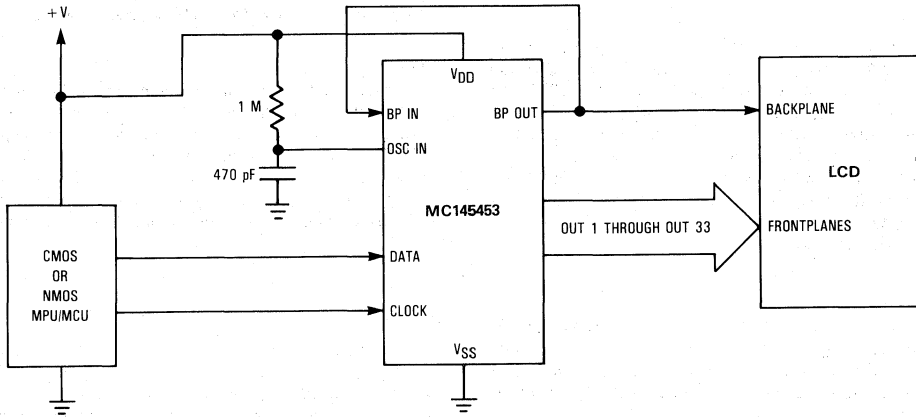 +V
VDD
1 M
BP IN
BP OUT
BACKPLANE
OSC IN
470 pF
LCD
MC145453
OUT 1 THROUGH OUT 33
FRONTPLANES
CMOS
OR
NMOS
MPU/MCU
DATA
CLOCK
VSS